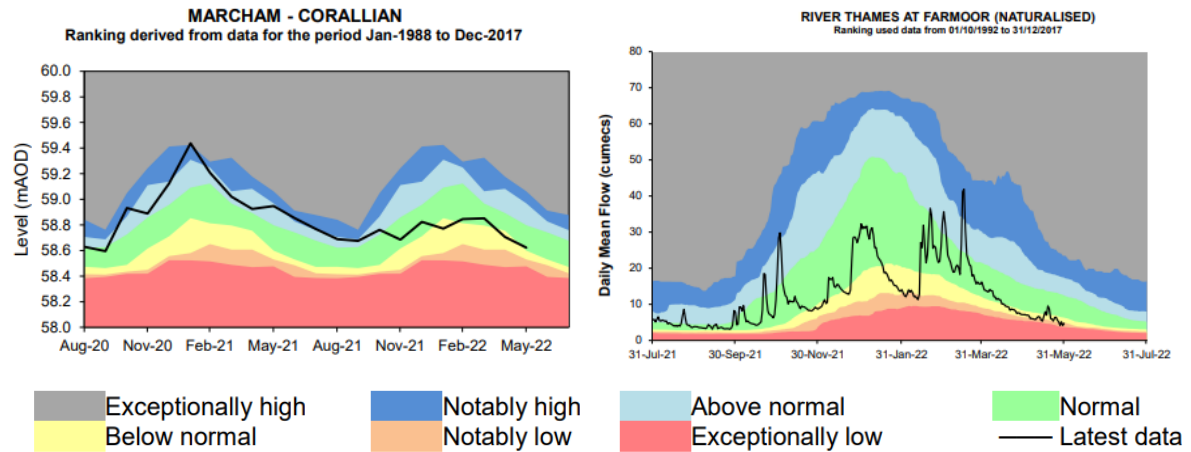 MARCHAM - CORALLIAN
Ranking derived from data for the period Jan-1988 to Dec-2017
Level (mAOD)
60.0
59.8
59.6
59.4
59.2
59.0
58.8
58.6
58.4
58.2
58.0
Aug-20 Nov-20 Feb-21 May-21 Aug-21 Nov-21 Feb-22 May-22
RIVER THAMES AT FARMOOR (NATURALISED)
Ranking used data from 01/10/1992 to 31/12/2017
Daily Mean Flow (cumecs)
80
70
60
50
40
30
20
10
0
31-Jul-21 30-Sep-21 30-Nov-21 31-Jan-22 31-Mar-22 31-May-22 31-Jul-22
Exceptionally high Notably high Above normal Normal
Below normal Notably low Exceptionally low Latest data